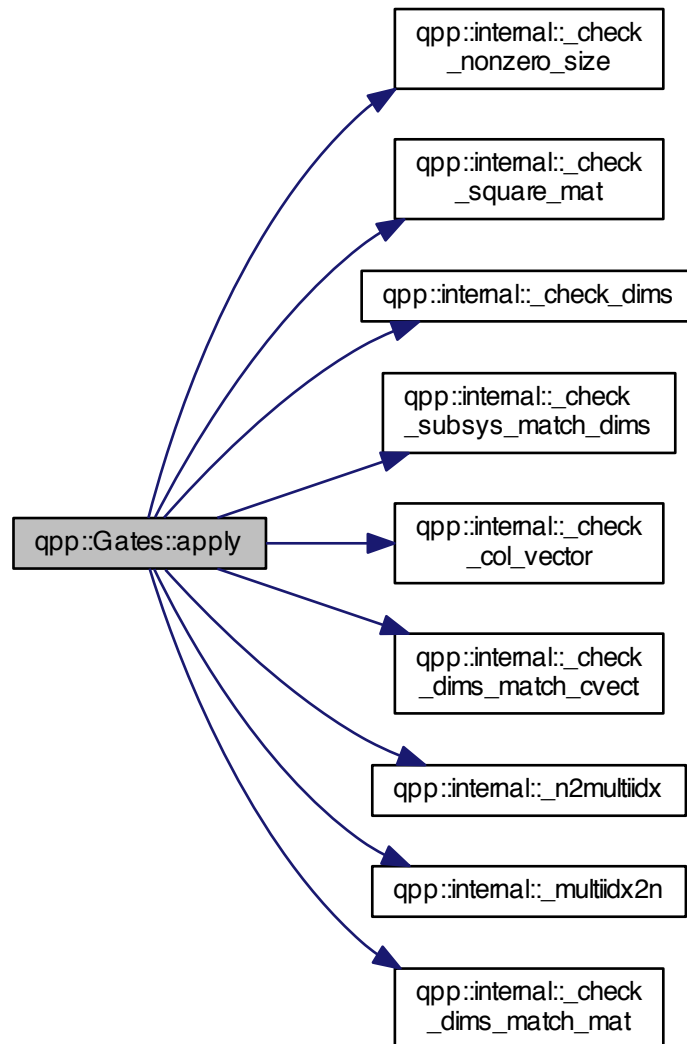 qpp::internal::_check
_nonzero_size
qpp::internal::_check
_square_mat
qpp::internal::_check_dims
qpp::internal::_check
_subsys_match_dims
qpp::Gates::apply
qpp::internal::_check
_col_vector
qpp::internal::_check
_dims_match_cvect
qpp::internal::_n2multiidx
qpp::internal::_multiidx2n
qpp::internal::_check
_dims_match_mat